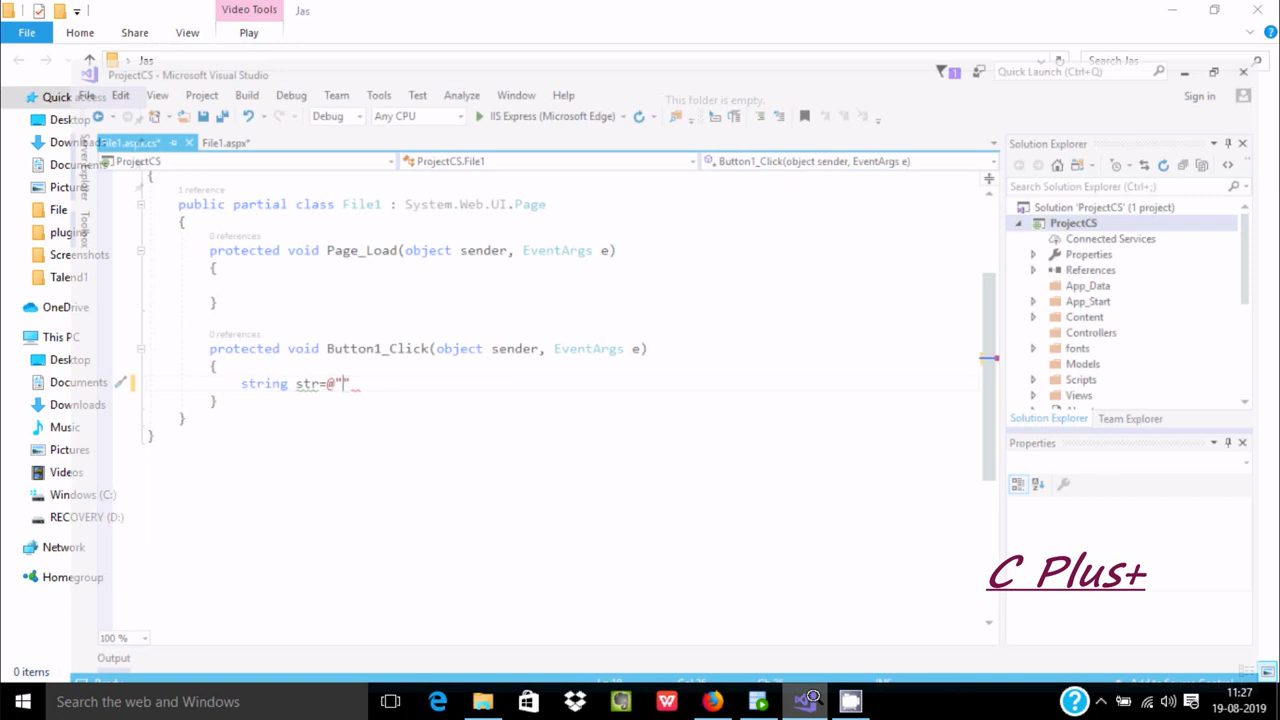 Video Tools
Jas
File Home Share View Play
Jas
Search Jas
ProjectCS - Microsoft Visual Studio
Quick Launch (Ctrl+Q)
File Edit View Project Build Debug Team Tools Test Analyze Window Help
Sign in
This folder is empty.
Debug Any CPU IIS Express (Microsoft Edge)
File1.aspx.cs* File1.aspx*
ProjectCS ProjectCS.File1 Button1_Click(object sender, EventArgs e)
Quick access
Desktop
Downloads
Documents
Pictures
File
plugins
Screenshots
Talend1
OneDrive
This PC
Desktop
Documents
Downloads
Music
Pictures
Videos
Windows (C:)
RECOVERY (D:)
Network
Homegroup
Server Explorer
Toolbox
{
1 reference
public partial class File1 : System.Web.UI.Page
{
0 references
protected void Page_Load(object sender, EventArgs e)
{
}
0 references
protected void Button1_Click(object sender, EventArgs e)
{
string str=@""
}
}
}
100 %
Output
Solution Explorer
Search Solution Explorer (Ctrl+;)
Solution 'ProjectCS' (1 project)
ProjectCS
Connected Services
Properties
References
App_Data
App_Start
Content
Controllers
fonts
Models
Scripts
Views
Solution Explorer Team Explorer
Properties
C Plus+
0 items
Search the web and Windows
11:27
19-08-2019